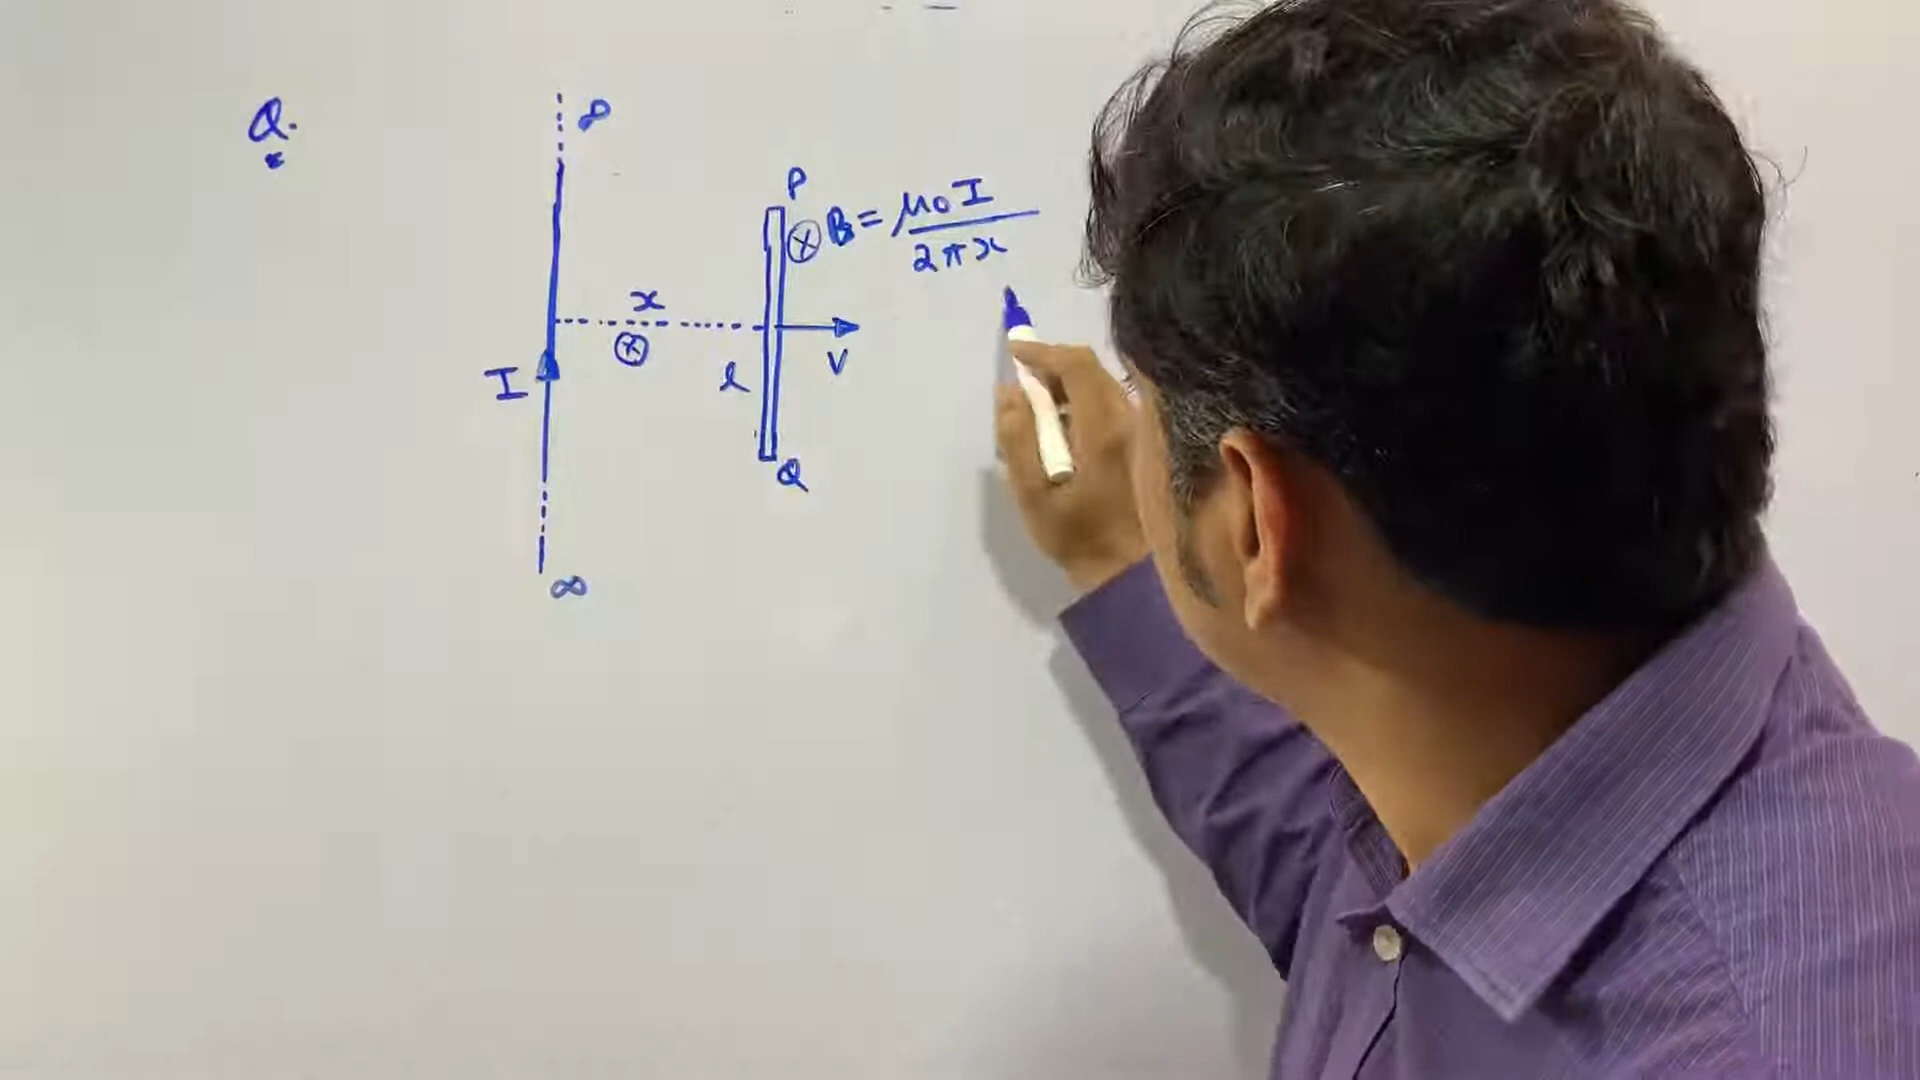 Q.
∞
P
⊗ B = μ₀I / 2πx
x
⊗
V
I
l
Q
∞